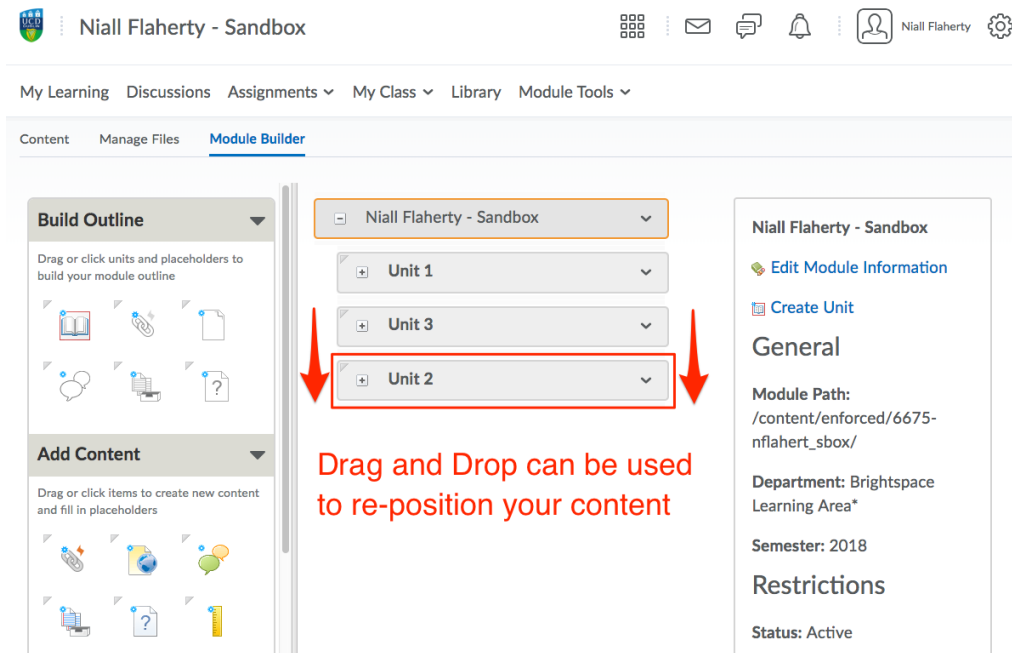 UCD
Niall Flaherty - Sandbox
Niall Flaherty
My Learning Discussions Assignments My Class Library Module Tools
Content Manage Files Module Builder
Build Outline
Drag or click units and placeholders to
build your module outline
?
Add Content
Drag or click items to create new content
and fill in placeholders
?
Niall Flaherty - Sandbox
Unit 1
Unit 3
Unit 2
Drag and Drop can be used
to re-position your content
Niall Flaherty - Sandbox
Edit Module Information
Create Unit
General
Module Path:
/content/enforced/6675-
nflahert_sbox/
Department: Brightspace
Learning Area*
Semester: 2018
Restrictions
Status: Active